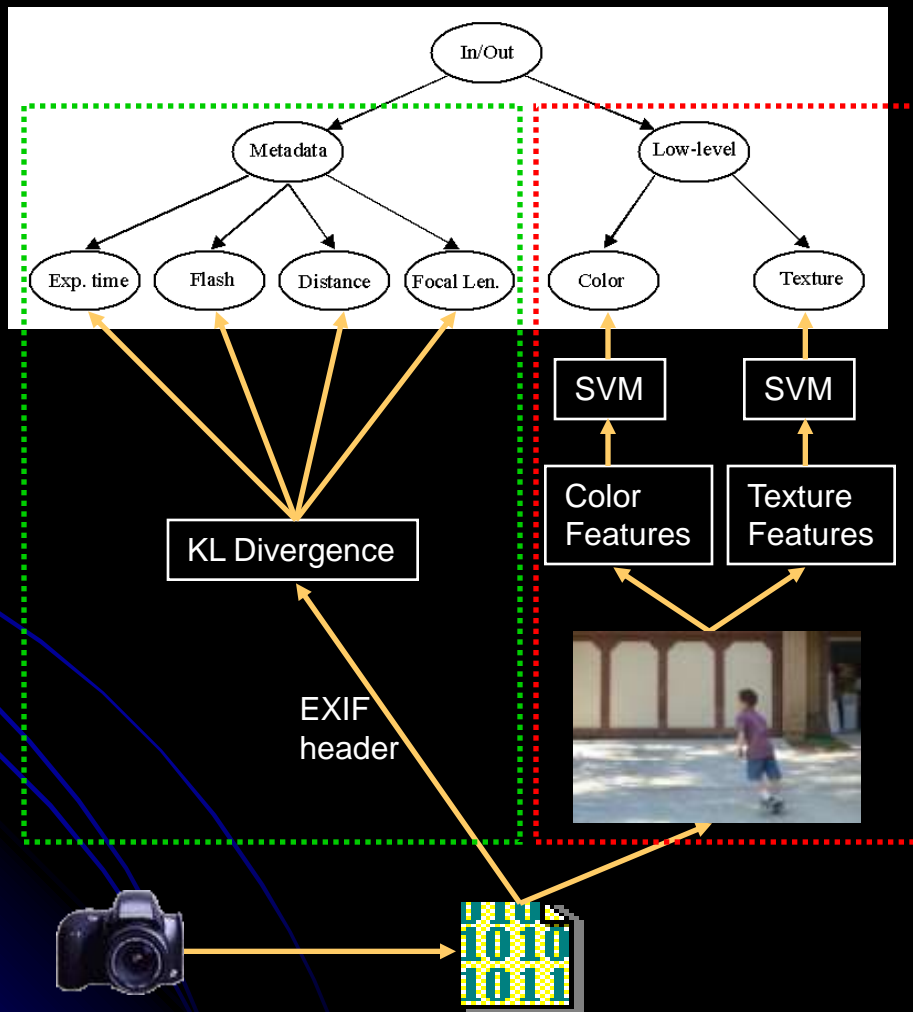 In/Out
Metadata
Low-level
Exp. time
Flash
Distance
Focal Len.
Color
Texture
SVM
SVM
Color
Features
Texture
Features
KL Divergence
EXIF
header
010
1010
1011